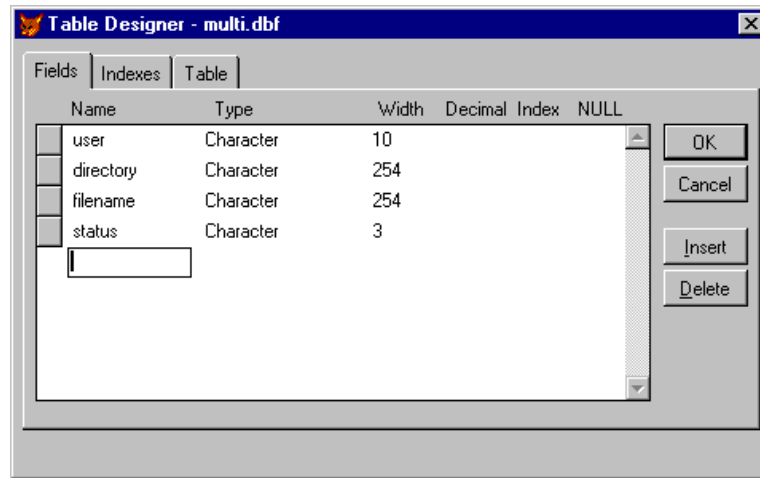 Table Designer - multi.dbf
Fields Indexes Table
Name Type Width Decimal Index NULL
user Character 10
directory Character 254
filename Character 254
status Character 3
OK
Cancel
Insert
Delete